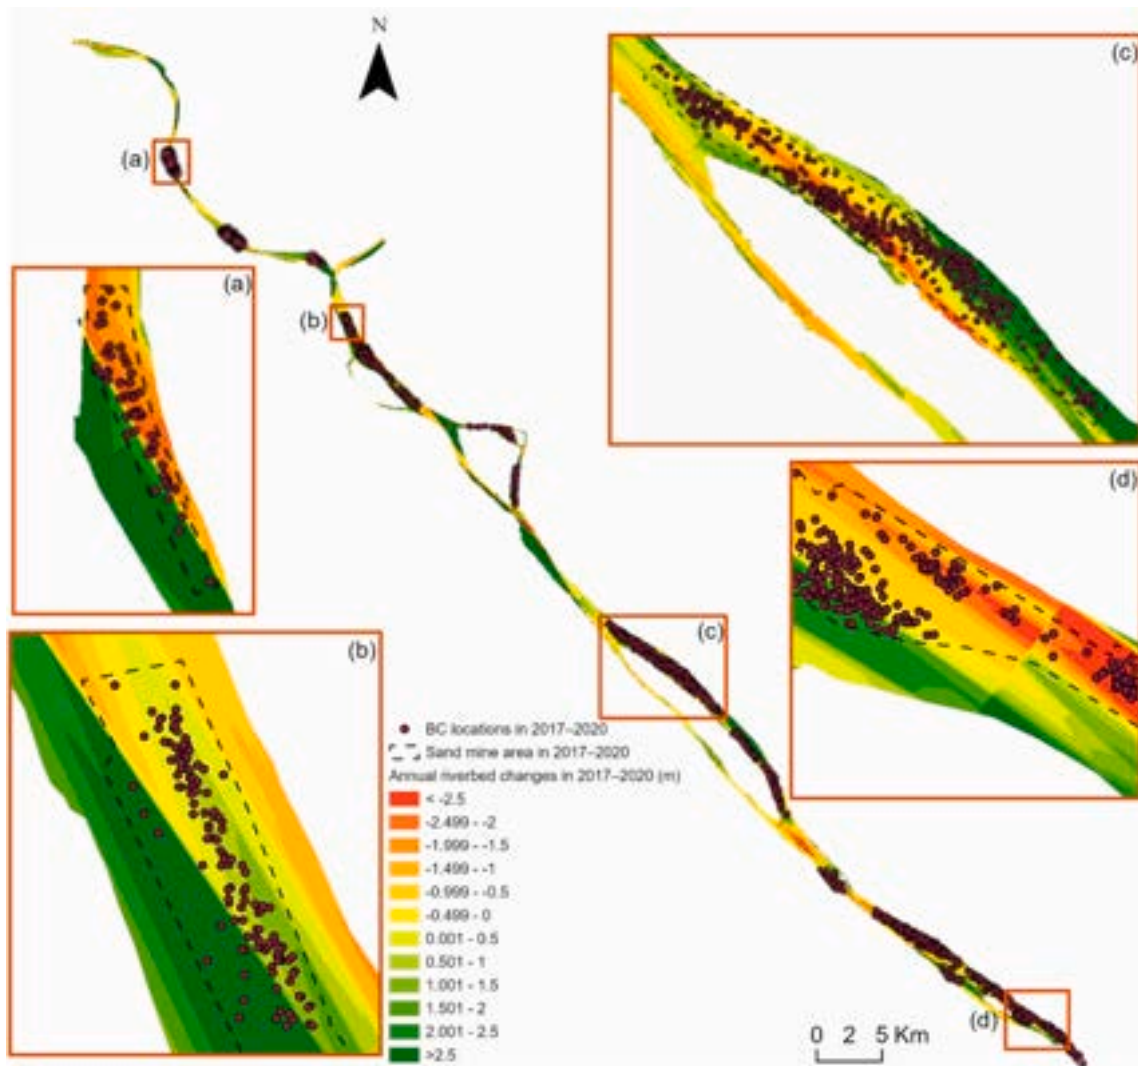 N
(c)
(a)
(a)
(b)
(d)
(c)
(b)
BC locations in 2017–2020
Sand mine area in 2017–2020
Annual riverbed changes in 2017–2020 (m)
< -2.5
-2.499 - -2
-1.999 - -1.5
-1.499 - -1
-0.999 - -0.5
-0.499 - 0
0.001 - 0.5
0.501 - 1
1.001 - 1.5
1.501 - 2
2.001 - 2.5
>2.5
(d)
0 2 5 Km